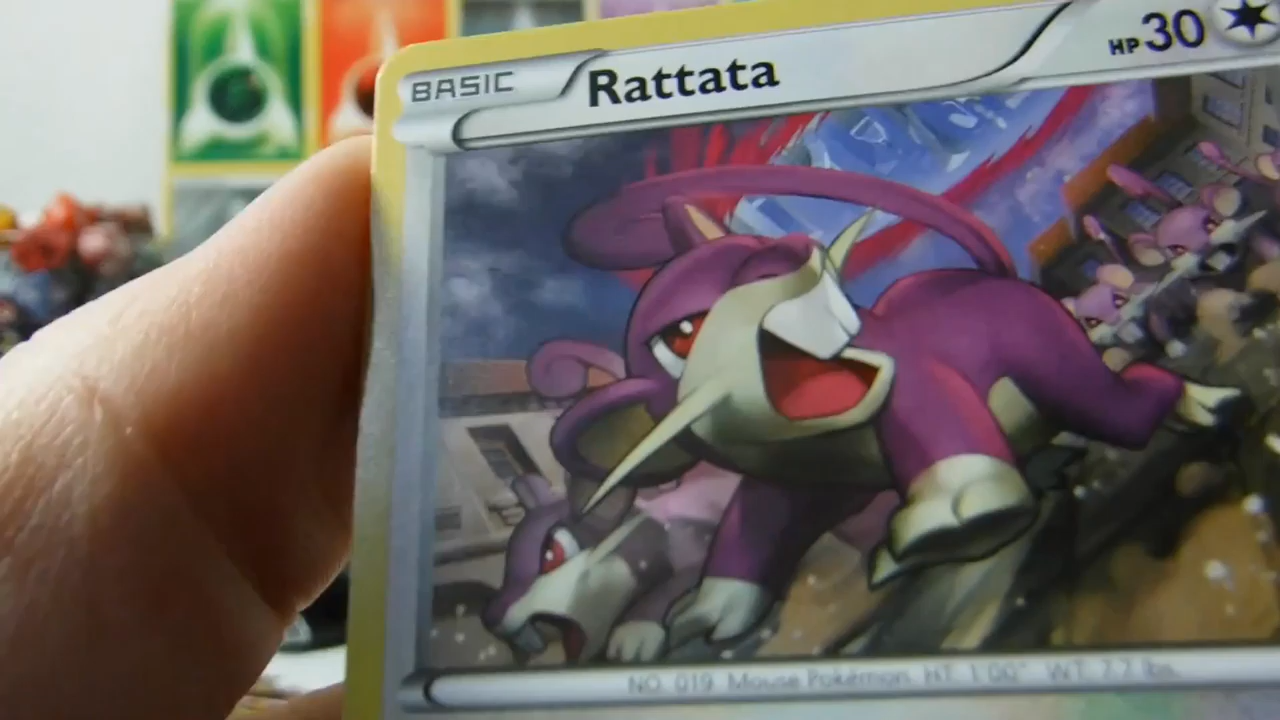 BASIC Rattata HP 30
NO. 019 Mouse Pokémon HT. 1'00" WT. 7.7 lbs.